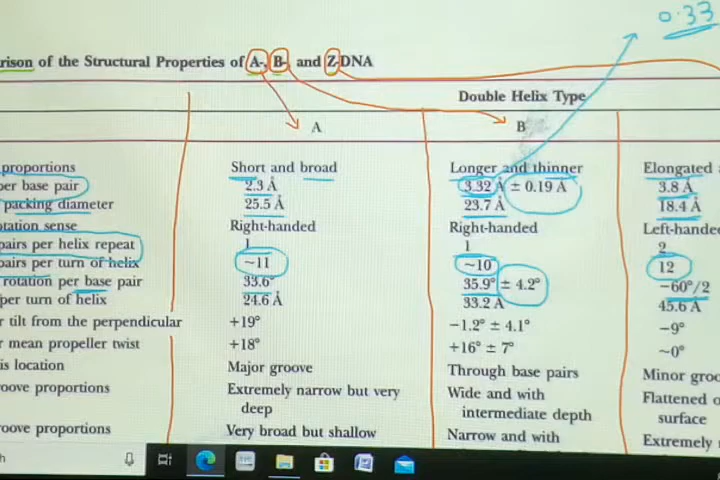 0.33
rison of the Structural Properties of A-, B- and Z-DNA
Double Helix Type
A B
proportions Short and broad Longer and thinner Elongated
per base pair 2.3 Å 3.32 Å ± 0.19 Å 3.8 Å
packing diameter 25.5 Å 23.7 Å 18.4 Å
otation sense Right-handed Right-handed Left-hande
pairs per helix repeat 1 1 2
pairs per turn of helix ~11 ~10 12
rotation per base pair 33.6° 35.9° ± 4.2° −60°/2
per turn of helix 24.6 Å 33.2 Å 45.6 Å
r tilt from the perpendicular +19° −1.2° ± 4.1° −9°
r mean propeller twist +18° +16° ± 7° ~0°
is location Major groove Through base pairs Minor groo
oove proportions Extremely narrow but very Wide and with Flattened o
deep intermediate depth surface
oove proportions Very broad but shallow Narrow and with Extremely
h